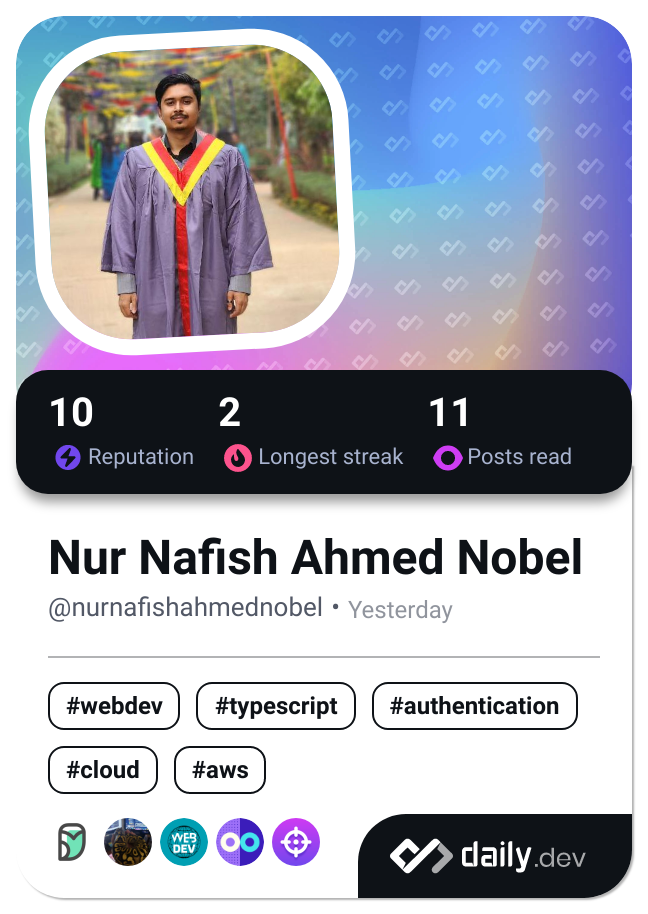 10 2 11
Reputation Longest streak Posts read
Nur Nafish Ahmed Nobel
@nurnafishahmednobel • Yesterday
#webdev #typescript #authentication
#cloud #aws
WEB
DEV
daily.dev